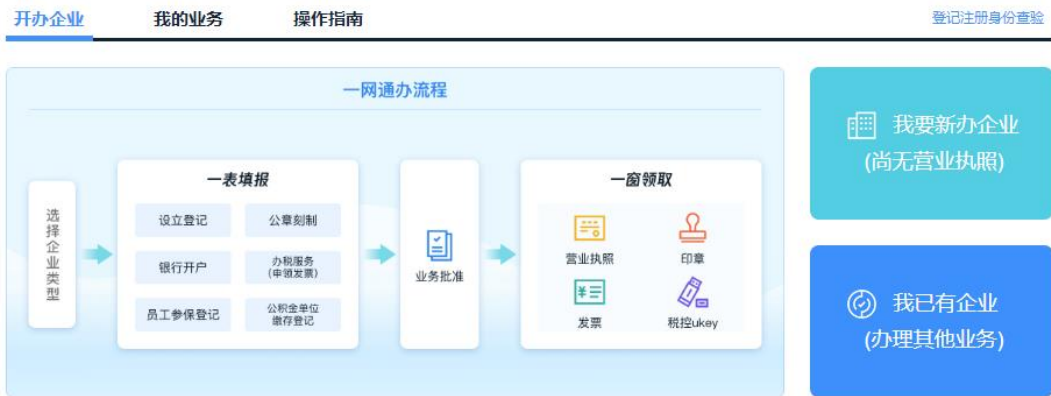 开办企业
我的业务
操作指南
登记注册身份查验
一网通办流程
选择企业类型
一表填报
设立登记
公章刻制
银行开户
办税服务
(申领发票)
员工参保登记
公积金单位
缴存登记
业务批准
一窗领取
营业执照
印章
发票
税控ukey
我要新办企业
(尚无营业执照)
我已有企业
(办理其他业务)